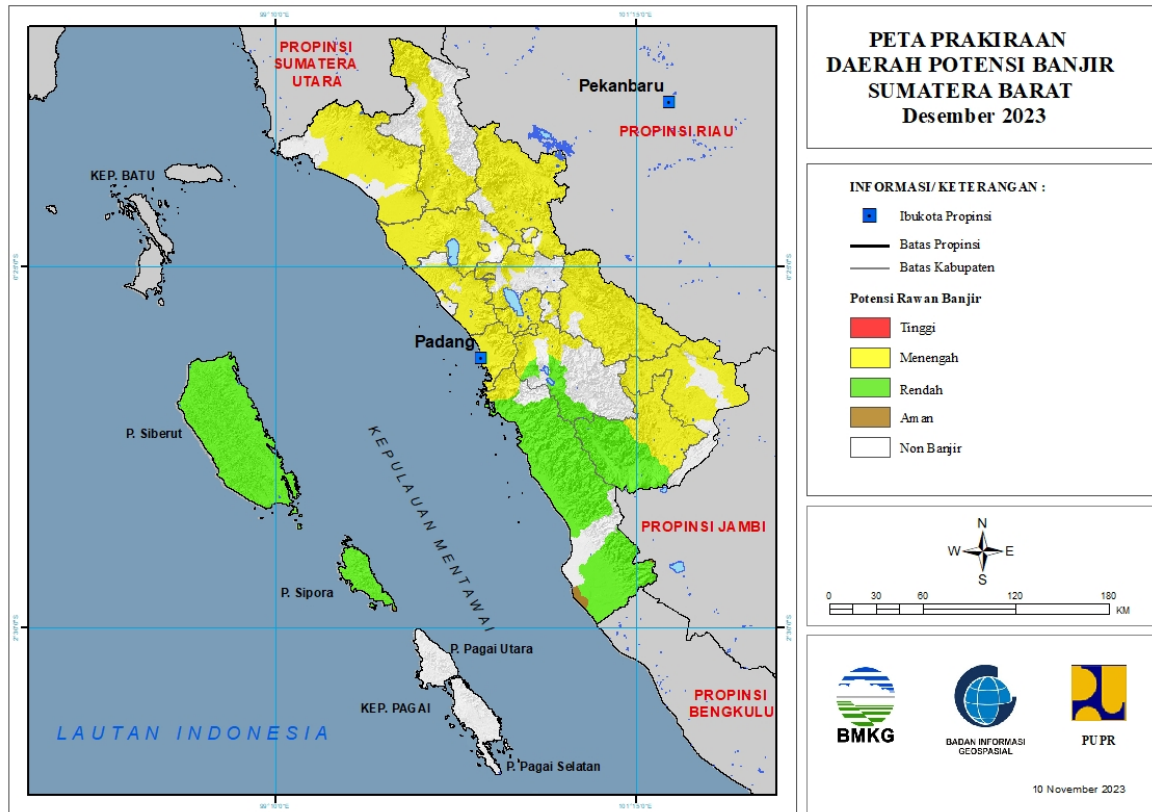 PETA PRAKIRAAN
DAERAH POTENSI BANJIR
SUMATERA BARAT
Desember 2023
INFORMASI/ KETERANGAN :
Ibukota Propinsi
Batas Propinsi
Batas Kabupaten
Potensi Rawan Banjir
Tinggi
Menengah
Rendah
Aman
Non Banjir
N
W
E
S
0
30
60
120
180
KM
BMKG
BADAN INFORMASI
GEOSPASIAL
PUPR
10 November 2023
PROPINSI
SUMATERA
UTARA
Pekanbaru
PROPINSI RIAU
KEP. BATU
Padang
P. Siberut
KEPULAUAN MENTAWAI
PROPINSI JAMBI
P. Sipora
P. Pagai Utara
KEP. PAGAI
PROPINSI
BENGKULU
LAUTAN INDONESIA
P. Pagai Selatan